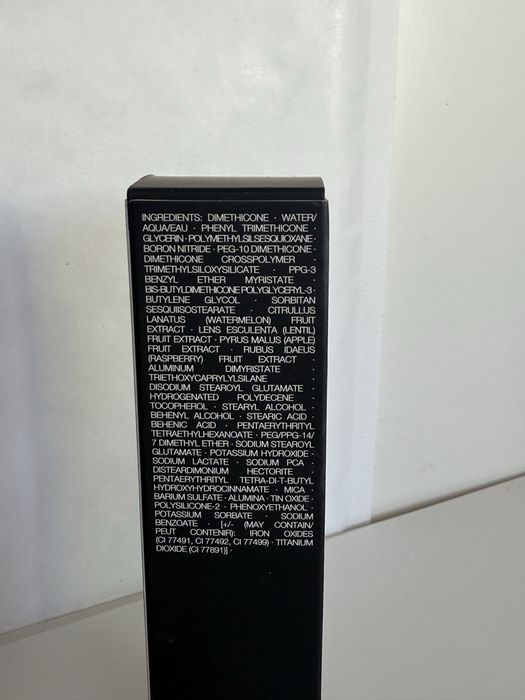 INGREDIENTS: DIMETHICONE · WATER/
AQUA/EAU · PHENYL TRIMETHICONE ·
GLYCERIN · POLYMETHYLSILSESQUIOXANE ·
BORON NITRIDE · PEG-10 DIMETHICONE ·
DIMETHICONE CROSSPOLYMER ·
TRIMETHYLSILOXYSILICATE · PPG-3
BENZYL ETHER MYRISTATE ·
BIS-BUTYLDIMETHICONE POLYGLYCERYL-3 ·
BUTYLENE GLYCOL · SORBITAN
SESQUIISOSTEARATE · CITRULLUS
LANATUS (WATERMELON) FRUIT
EXTRACT · LENS ESCULENTA (LENTIL)
FRUIT EXTRACT · PYRUS MALUS (APPLE)
FRUIT EXTRACT · RUBUS IDAEUS
(RASPBERRY) FRUIT EXTRACT ·
ALUMINUM DIMYRISTATE ·
TRIETHOXYCAPRYLYLSILANE ·
DISODIUM STEAROYL GLUTAMATE ·
HYDROGENATED POLYDECENE ·
TOCOPHEROL · STEARYL ALCOHOL ·
BEHENYL ALCOHOL · STEARIC ACID ·
BEHENIC ACID · PENTAERYTHRITYL
TETRAETHYLHEXANOATE · PEG/PPG-14/
7 DIMETHYL ETHER · SODIUM STEAROYL
GLUTAMATE · POTASSIUM HYDROXIDE ·
SODIUM LACTATE · SODIUM PCA ·
DISTEARDIMONIUM HECTORITE ·
PENTAERYTHRITYL TETRA-DI-T-BUTYL
HYDROXYHYDROCINNAMATE · MICA ·
BARIUM SULFATE · ALUMINA · TIN OXIDE ·
POLYSILICONE-2 · PHENOXYETHANOL ·
POTASSIUM SORBATE · SODIUM
BENZOATE · [+/- (MAY CONTAIN/
PEUT CONTENIR): IRON OXIDES
(CI 77491, CI 77492, CI 77499) · TITANIUM
DIOXIDE (CI 77891)] ·